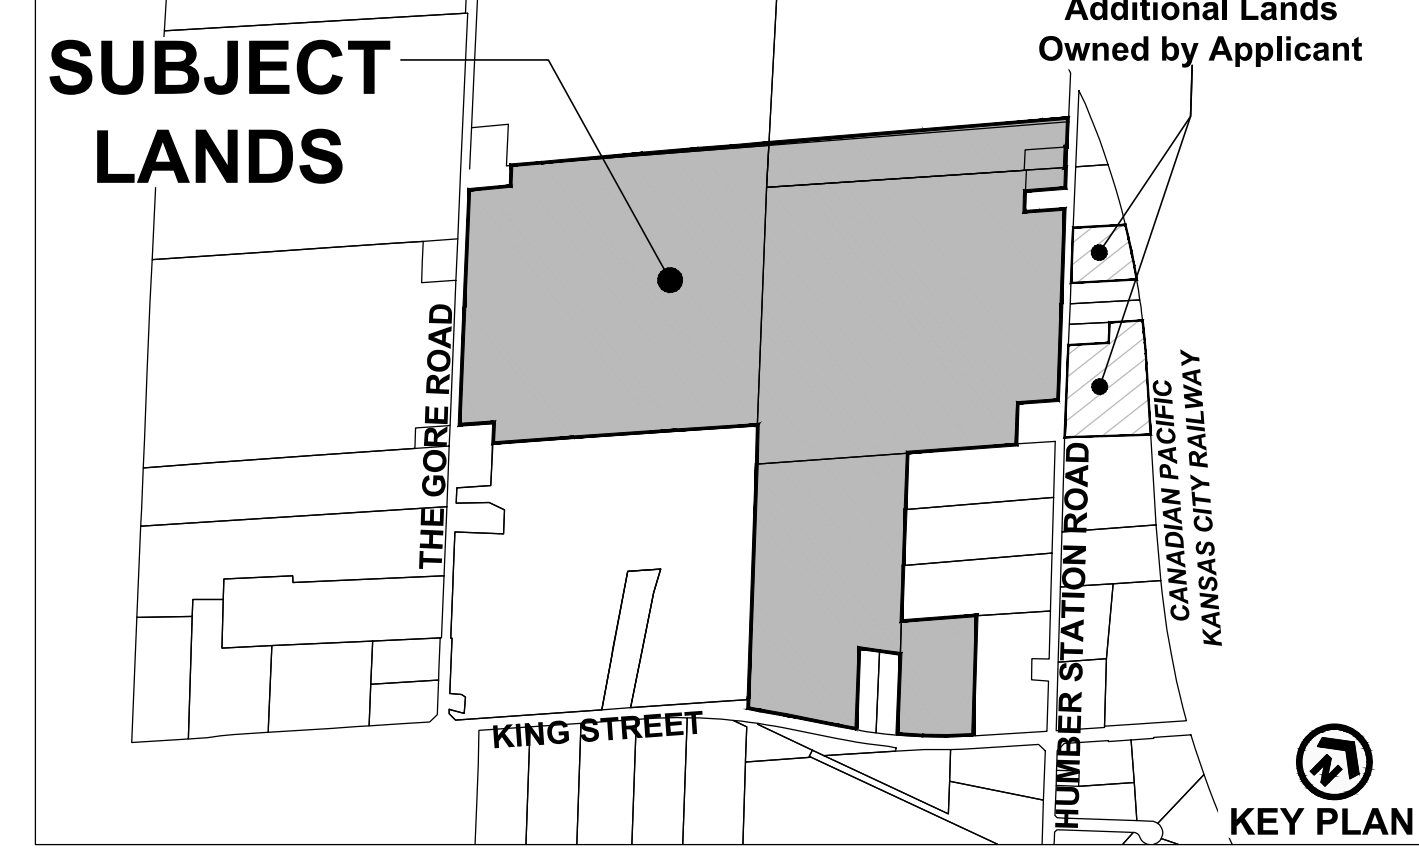 Additional Lands
Owned by Applicant
SUBJECT
LANDS
THE GORE ROAD
CANADIAN PACIFIC
KANSAS CITY RAILWAY
HUMBER STATION ROAD
KING STREET
N
KEY PLAN